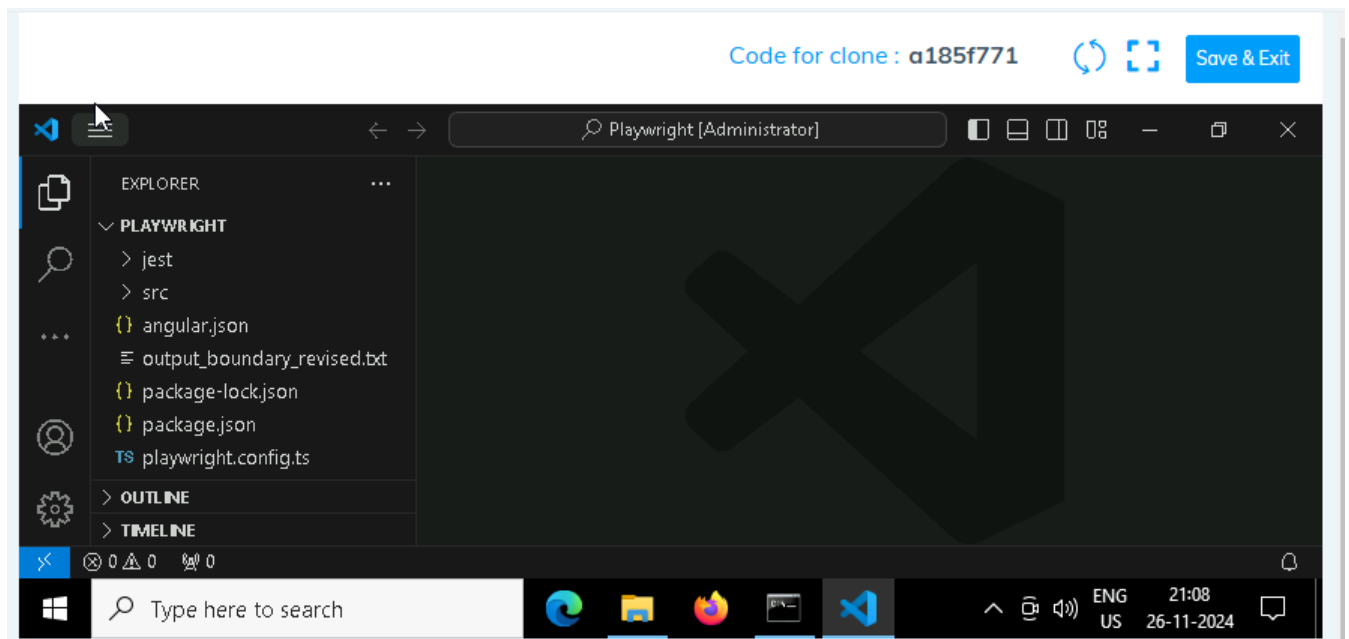 Code for clone : a185f771
Save & Exit
Playwright [Administrator]
EXPLORER
PLAYWRIGHT
jest
src
{} angular.json
output_boundary_revised.txt
{} package-lock.json
{} package.json
TS playwright.config.ts
OUTLINE
TIMELINE
0 0 0
Type here to search
ENG
US
21:08
26-11-2024